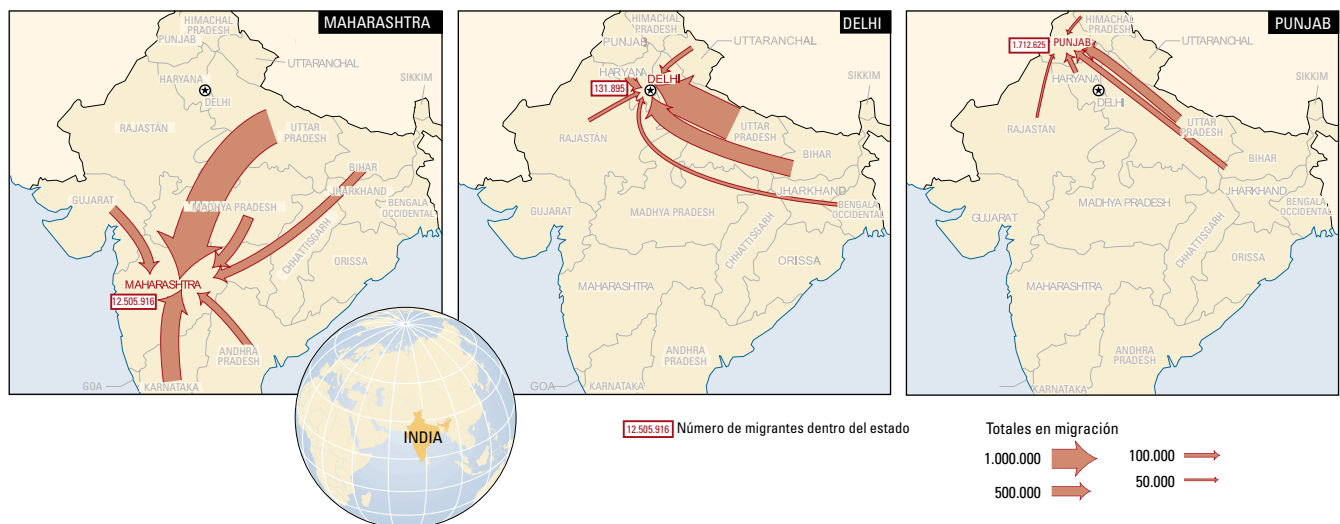 MAHARASHTRA
HIMACHAL
PRADESH
PUNJAB
UTTARANCHAL
HARYANA
DELHI
SIKKIM
RAJASTÁN
UTTAR
PRADESH
BIHAR
JHARKHAND
GUJARAT
MADHYA PRADESH
BENGALA
OCCIDENTAL
CHHATTISGARH
ORISSA
MAHARASHTRA
12.505.916
ANDHRA
PRADESH
GOA
KARNATAKA
DELHI
HIMACHAL
PRADESH
PUNJAB
UTTARANCHAL
HARYANA
DELHI
131.895
SIKKIM
RAJASTÁN
UTTAR
PRADESH
BIHAR
JHARKHAND
BENGALA
OCCIDENTAL
GUJARAT
MADHYA PRADESH
CHHATTISGARH
ORISSA
MAHARASHTRA
ANDHRA
PRADESH
GOA
KARNATAKA
PUNJAB
HIMACHAL
PRADESH
1.712.625
PUNJAB
UTTARANCHAL
HARYANA
DELHI
SIKKIM
RAJASTÁN
UTTAR
PRADESH
BIHAR
JHARKHAND
MADHYA PRADESH
BENGALA
OCCIDENTAL
GUJARAT
CHHATTISGARH
ORISSA
MAHARASHTRA
ANDHRA
PRADESH
GOA
KARNATAKA
INDIA
12.505.916 Número de migrantes dentro del estado
Totales en migración
1.000.000
100.000
500.000
50.000